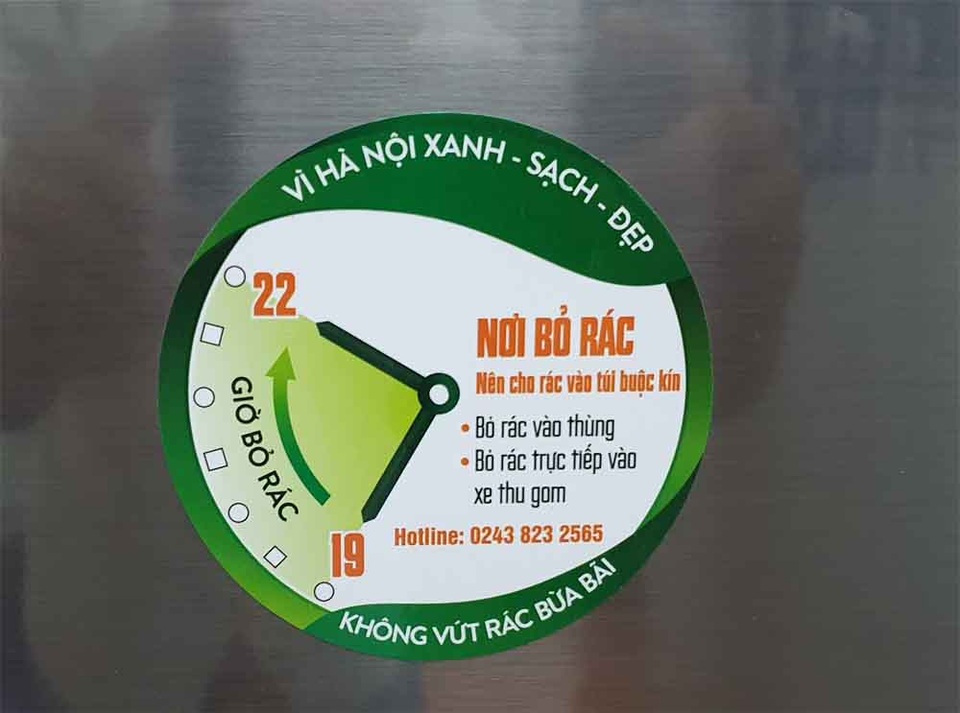 VÌ HÀ NỘI XANH - SẠCH - ĐẸP
22
GIỜ BỎ RÁC
19
NƠI BỎ RÁC
Nên cho rác vào túi buộc kín
• Bỏ rác vào thùng
• Bỏ rác trực tiếp vào
xe thu gom
Hotline: 0243 823 2565
KHÔNG VỨT RÁC BỪA BÃI